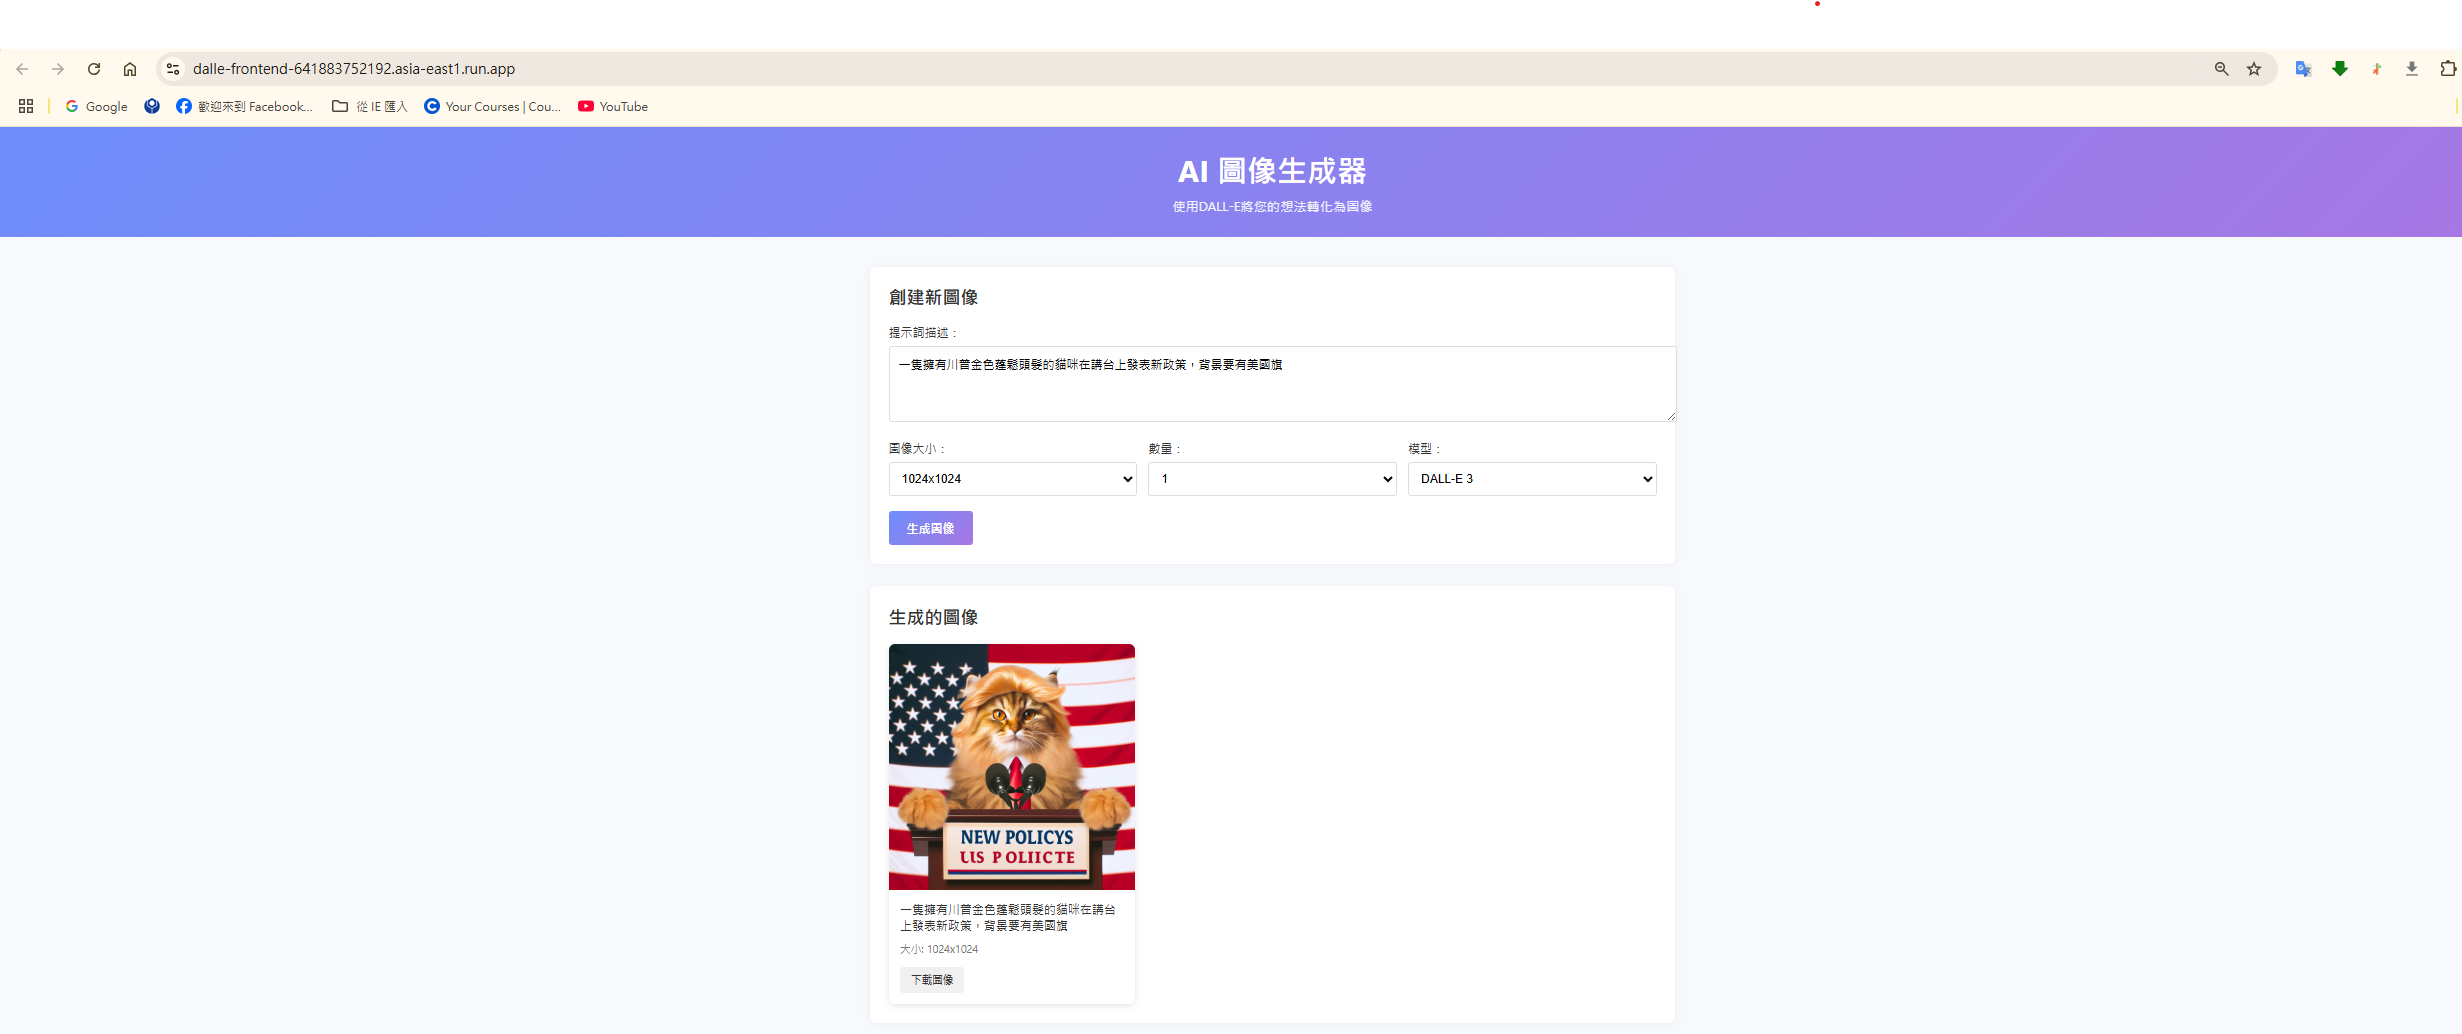 dalle-frontend-641883752192.asia-east1.run.app
Google
歡迎來到 Facebook...
從 IE 匯入
Your Courses | Cou...
YouTube
AI 圖像生成器
使用DALL-E將您的想法轉化為圖像
創建新圖像
提示詞描述：
一隻擁有川普金色蓬鬆頭髮的貓咪在講台上發表新政策，背景要有美國旗
圖像大小：
數量：
模型：
1024x1024
1
DALL-E 3
生成圖像
生成的圖像
NEW POLICYS
US POLIICTE
一隻擁有川普金色蓬鬆頭髮的貓咪在講台
上發表新政策，背景要有美國旗
大小: 1024x1024
下載圖像